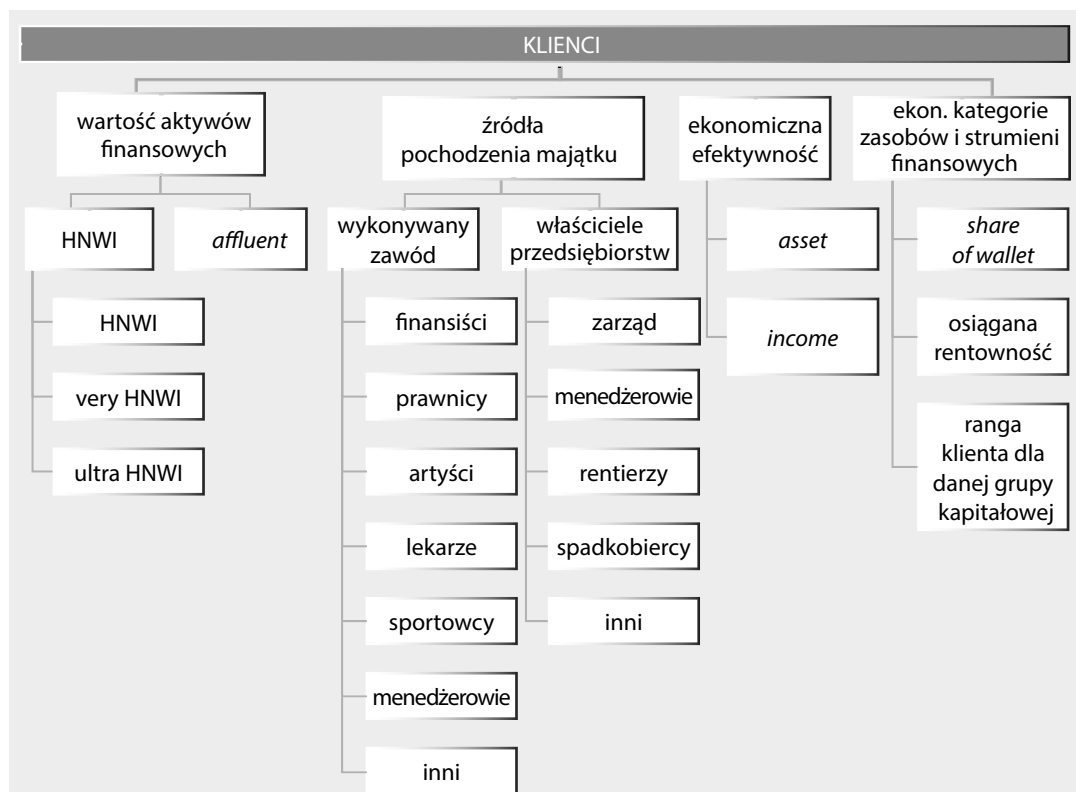 KLIENCI
wartość aktywów
finansowych
HNWI
affluent
HNWI
very HNWI
ultra HNWI
źródła
pochodzenia majątku
wykonywany
zawód
finansiści
prawnicy
artyści
lekarze
sportowcy
menedżerowie
inni
właściciele
przedsiębiorstw
zarząd
menedżerowie
rentierzy
spadkobiercy
inni
ekonomiczna
efektywność
asset
income
ekon. kategorie
zasobów i strumieni
finansowych
share
of wallet
osiągana
rentowność
ranga
klienta dla
danej grupy
kapitałowej